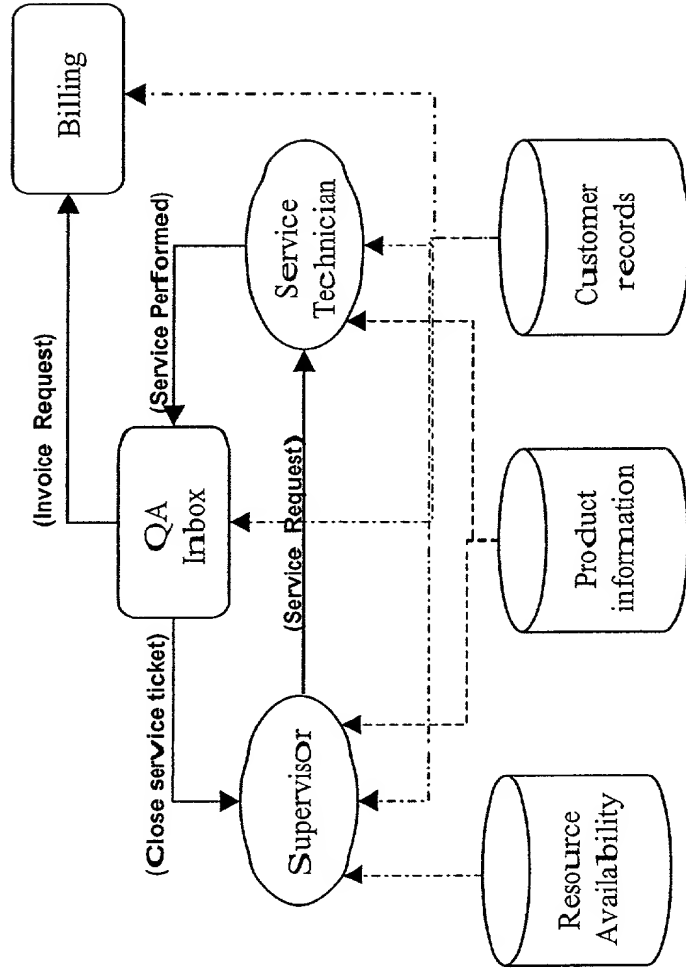 Billing
(Invoice Request)
(Service Performed)
QA
Inbox
Service
Technician
(Close service ticket)
(Service Request)
Supervisor
Customer
records
Product
information
Resource
Availability